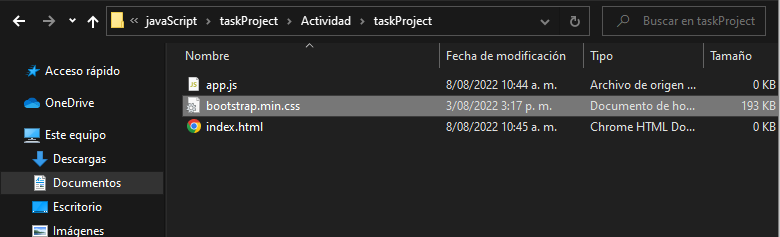 « javaScript > taskProject > Actividad > taskProject
Buscar en taskProject
Nombre Fecha de modificación Tipo Tamaño
Acceso rápido
OneDrive
Este equipo
Descargas
Documentos
Escritorio
Imágenes
app.js 8/08/2022 10:44 a. m. Archivo de origen ... 0 KB
bootstrap.min.css 3/08/2022 3:17 p. m. Documento de ho... 193 KB
index.html 8/08/2022 10:45 a. m. Chrome HTML Do... 0 KB